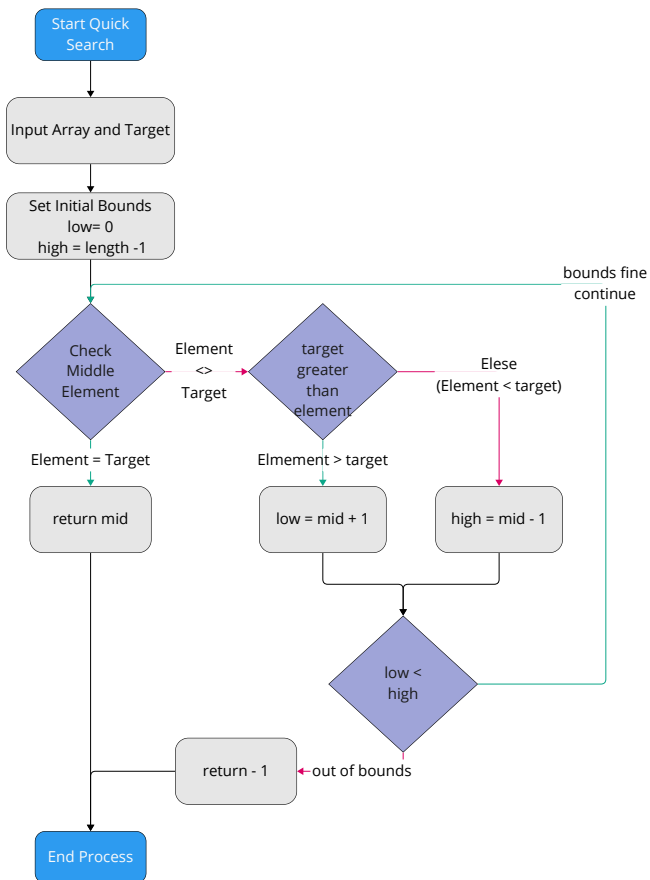 Start Quick
Search
Input Array and Target
Set Initial Bounds
low= 0
high = length -1
bounds fine
continue
Check
Middle
Element
Element
<>
Target
target
greater
than
element
Elese
(Element < target)
Element = Target
Elmement > target
return mid
low = mid + 1
high = mid - 1
low <
high
return - 1
out of bounds
End Process